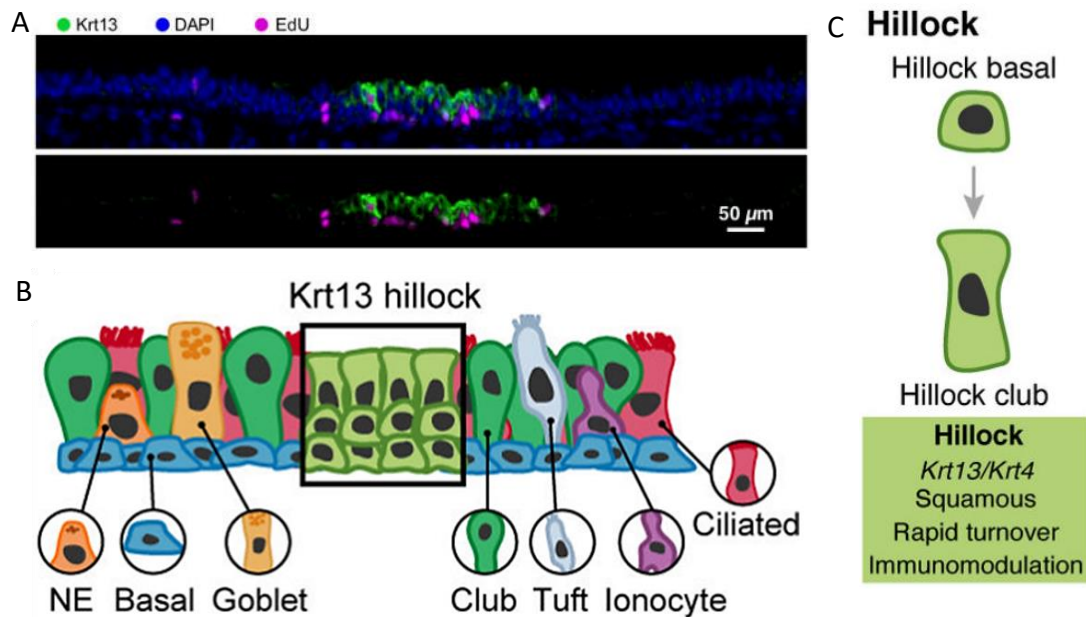 A
Krt13 DAPI EdU
50 µm
B
Krt13 hillock
NE Basal Goblet Club Tuft Ionocyte
Ciliated
C
Hillock
Hillock basal
Hillock club
Hillock
Krt13/Krt4
Squamous
Rapid turnover
Immunomodulation